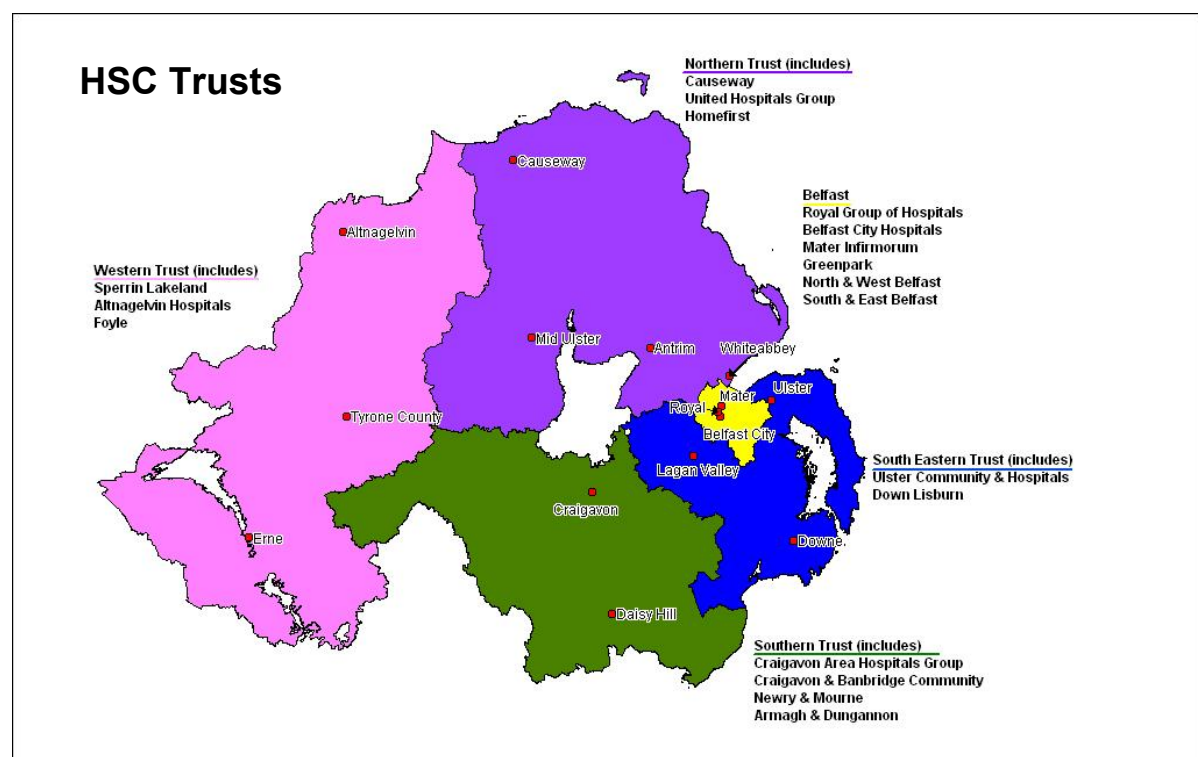 HSC Trusts
Northern Trust (includes)
Causeway
United Hospitals Group
Homefirst
Causeway
Belfast
Royal Group of Hospitals
Belfast City Hospitals
Mater Infirmorum
Greenpark
North & West Belfast
South & East Belfast
Altnagelvin
Western Trust (includes)
Sperrin Lakeland
Altnagelvin Hospitals
Foyle
Mid Ulster
Antrim
Whiteabbey
Ulster
Mater
Royal
Tyrone County
Belfast City
Lagan Valley
South Eastern Trust (includes)
Ulster Community & Hospitals
Down Lisburn
Craigavon
Erne
Downe.
Daisy Hill
Southern Trust (includes)
Craigavon Area Hospitals Group
Craigavon & Banbridge Community
Newry & Mourne
Armagh & Dungannon